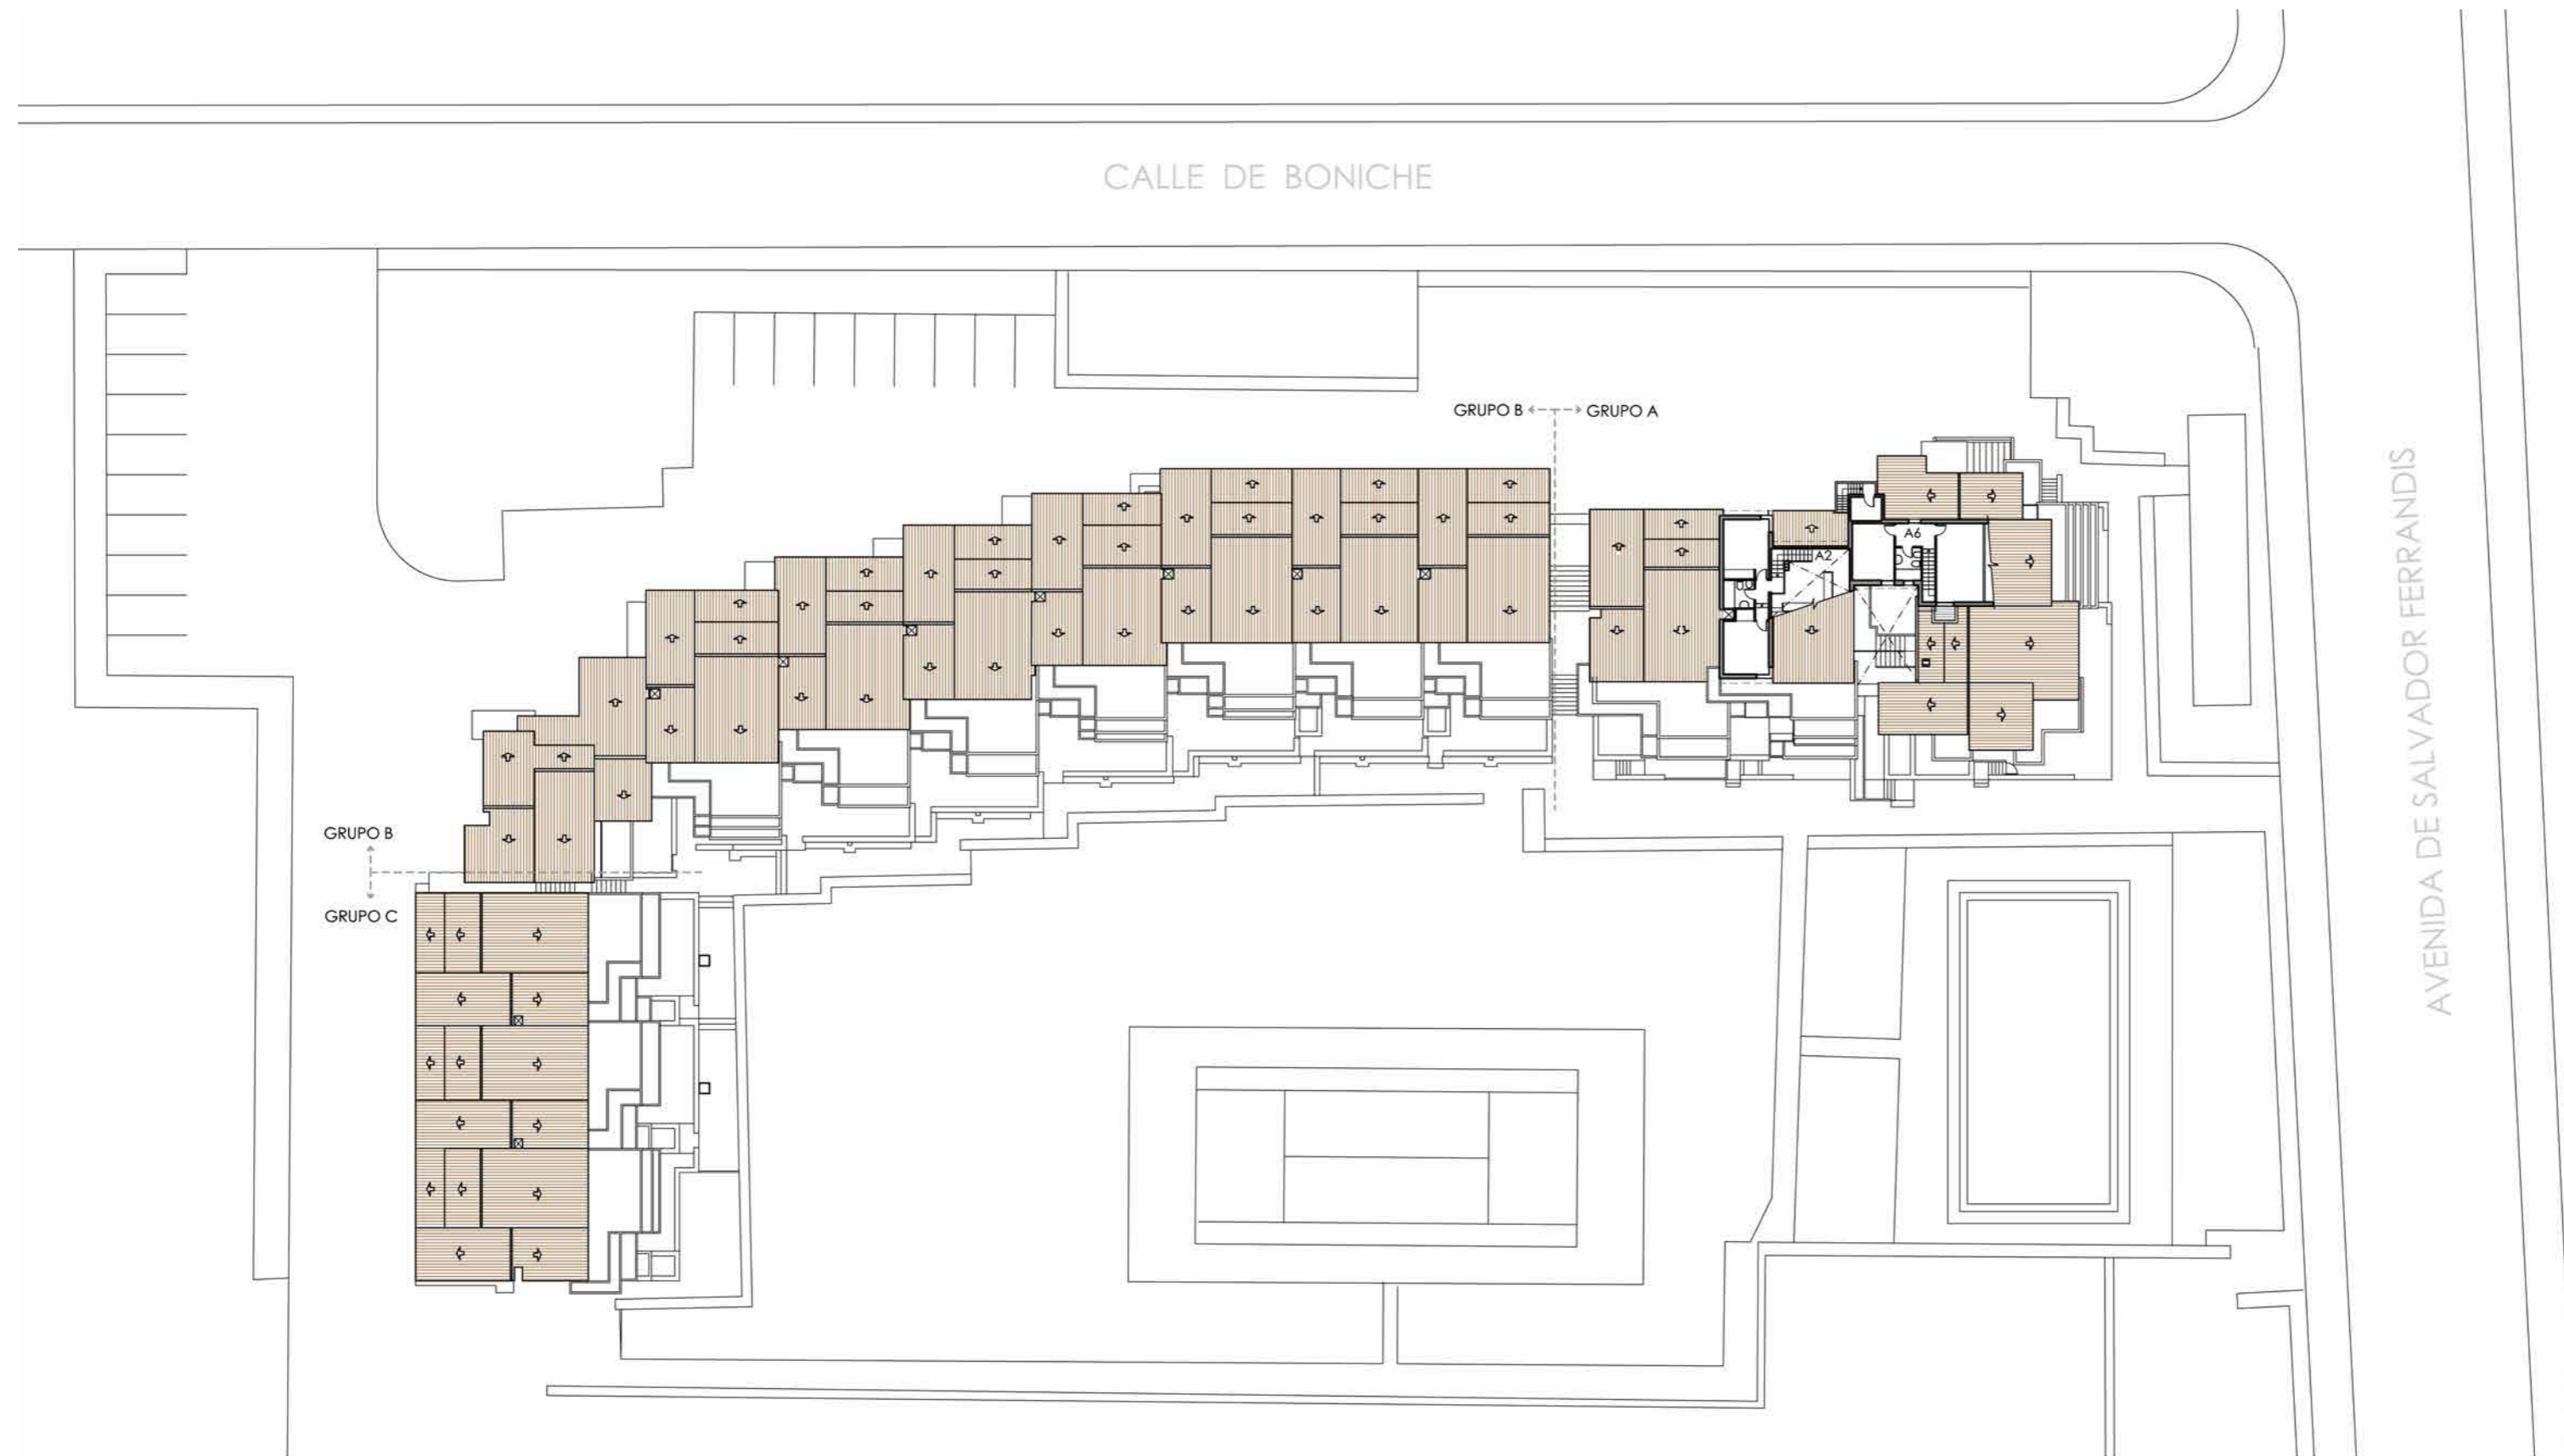 CALLE DE BONICHE
GRUPO B
GRUPO A
AVENIDA DE SALVADOR FERRANDIS
A6
A2
GRUPO B
GRUPO C